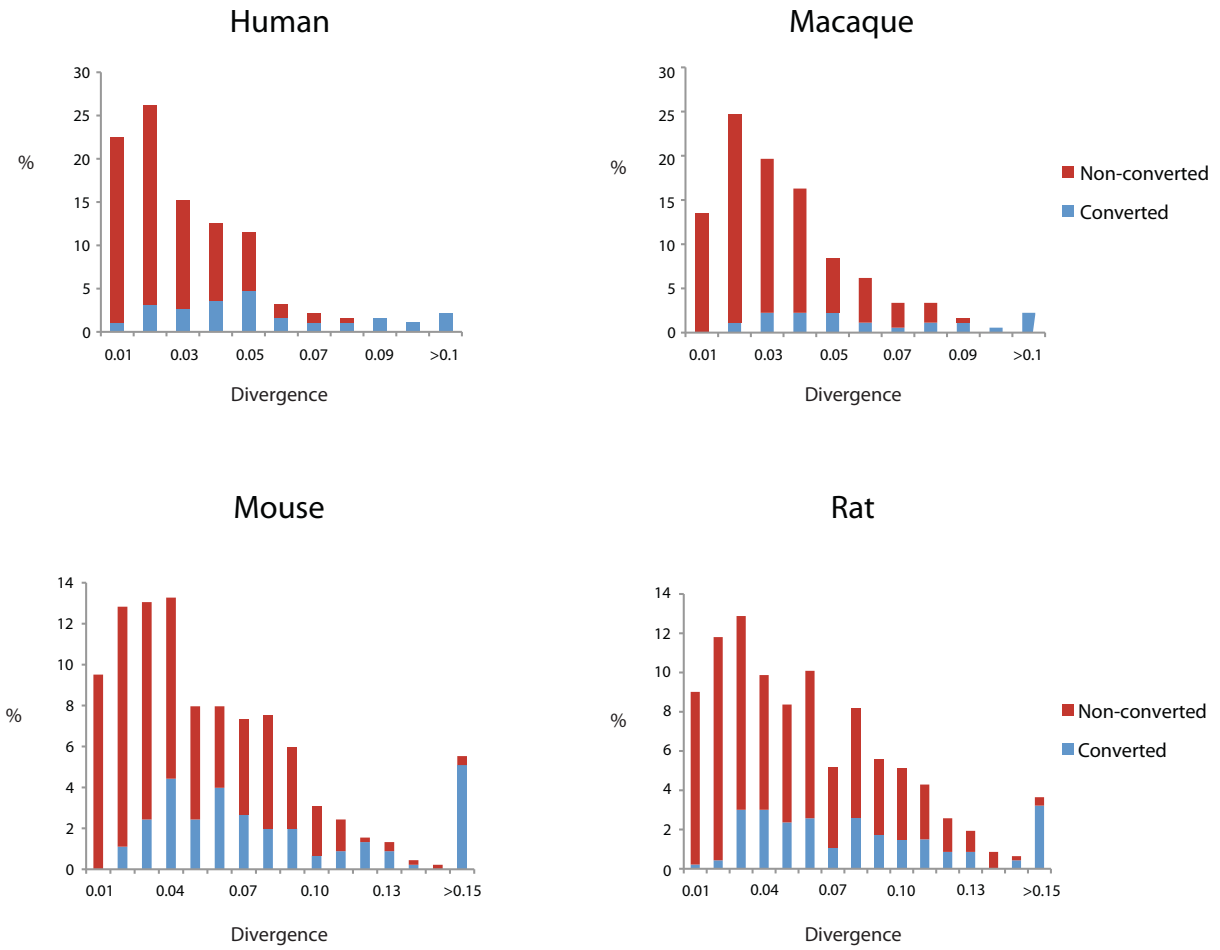 Human
30
25
20
15
10
5
0
%
0.01 0.03 0.05 0.07 0.09 >0.1
Divergence
Macaque
30
25
20
15
10
5
0
%
0.01 0.03 0.05 0.07 0.09 >0.1
Divergence
Non-converted
Converted
Mouse
14
12
10
8
6
4
2
0
%
0.01 0.04 0.07 0.10 0.13 >0.15
Divergence
Rat
14
12
10
8
6
4
2
0
%
0.01 0.04 0.07 0.10 0.13 >0.15
Divergence
Non-converted
Converted